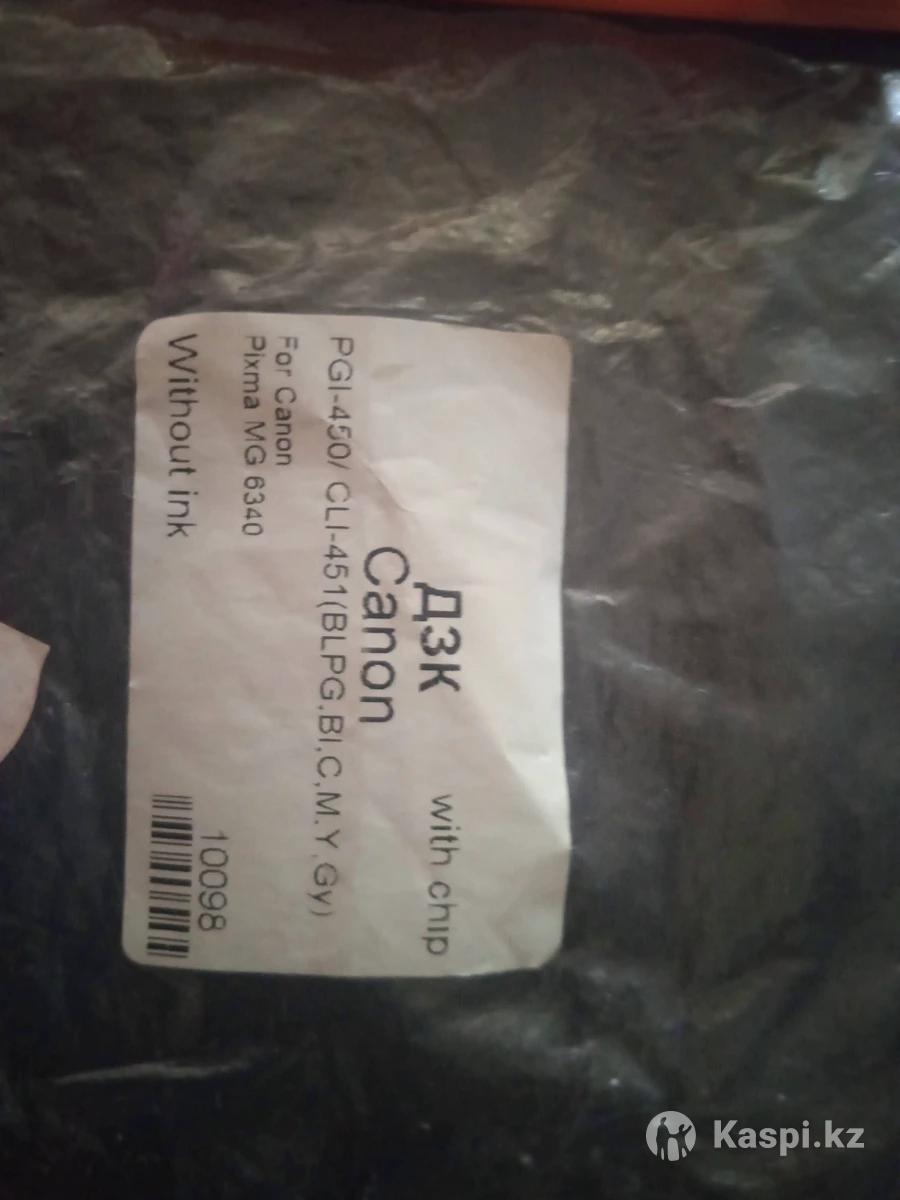 ДЗК with chip
Canon
PGI-450/ CLI-451(BLPG,Bl,C,M,Y,Gy)
For Canon
Pixma MG 6340
10098
Without ink
Kaspi.kz